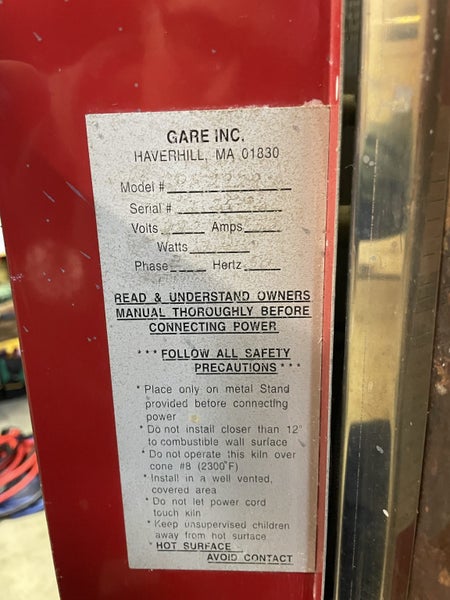 GARE INC.
HAVERHILL, MA 01830
Model #
Serial #
Volts Amps
Watts
Phase Hertz
READ & UNDERSTAND OWNERS
MANUAL THOROUGHLY BEFORE
CONNECTING POWER
*** FOLLOW ALL SAFETY
PRECAUTIONS ***
* Place only on metal Stand
provided before connecting
power
* Do not install closer than 12"
to combustible wall surface
* Do not operate this kiln over
cone #8 (2300°F)
* Install in a well vented,
covered area
* Do not let power cord
touch kiln
* Keep unsupervised children
away from hot surface
* HOT SURFACE -
AVOID CONTACT